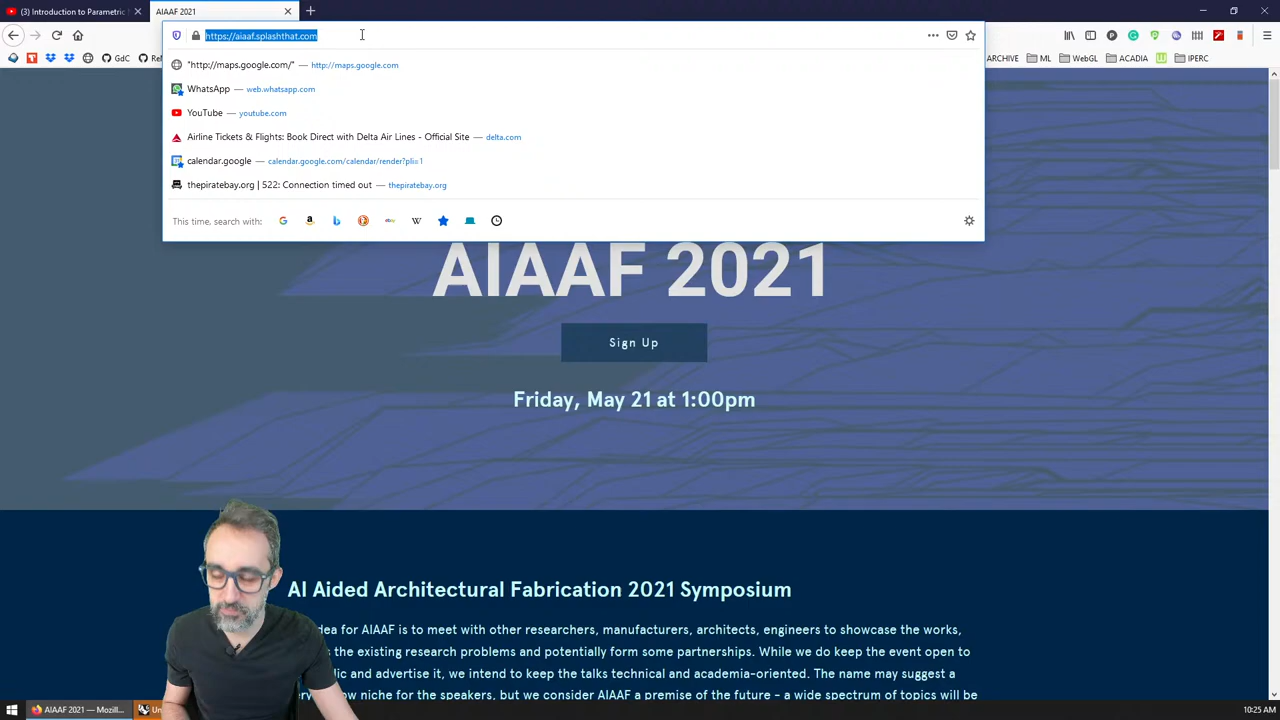 (3) Introduction to Parametric
AIAAF 2021
https://aiaaf.splashthat.com
"http://maps.google.com/" — http://maps.google.com
WhatsApp — web.whatsapp.com
YouTube — youtube.com
Airline Tickets & Flights: Book Direct with Delta Air Lines - Official Site — delta.com
calendar.google — calendar.google.com/calendar/render?pli=1
thepiratebay.org | 522: Connection timed out — thepiratebay.org
This time, search with:
GdC
ARCHIVE
ML
WebGL
ACADIA
IPERC
AIAAF 2021
Sign Up
Friday, May 21 at 1:00pm
AI Aided Architectural Fabrication 2021 Symposium
dea for AIAAF is to meet with other researchers, manufacturers, architects, engineers to showcase the works,
the existing research problems and potentially form some partnerships. While we do keep the event open to
lic and advertise it, we intend to keep the talks technical and academia-oriented. The name may suggest a
ow niche for the speakers, but we consider AIAAF a premise of the future - a wide spectrum of topics will be
AIAAF 2021 — Mozill...
10:25 AM